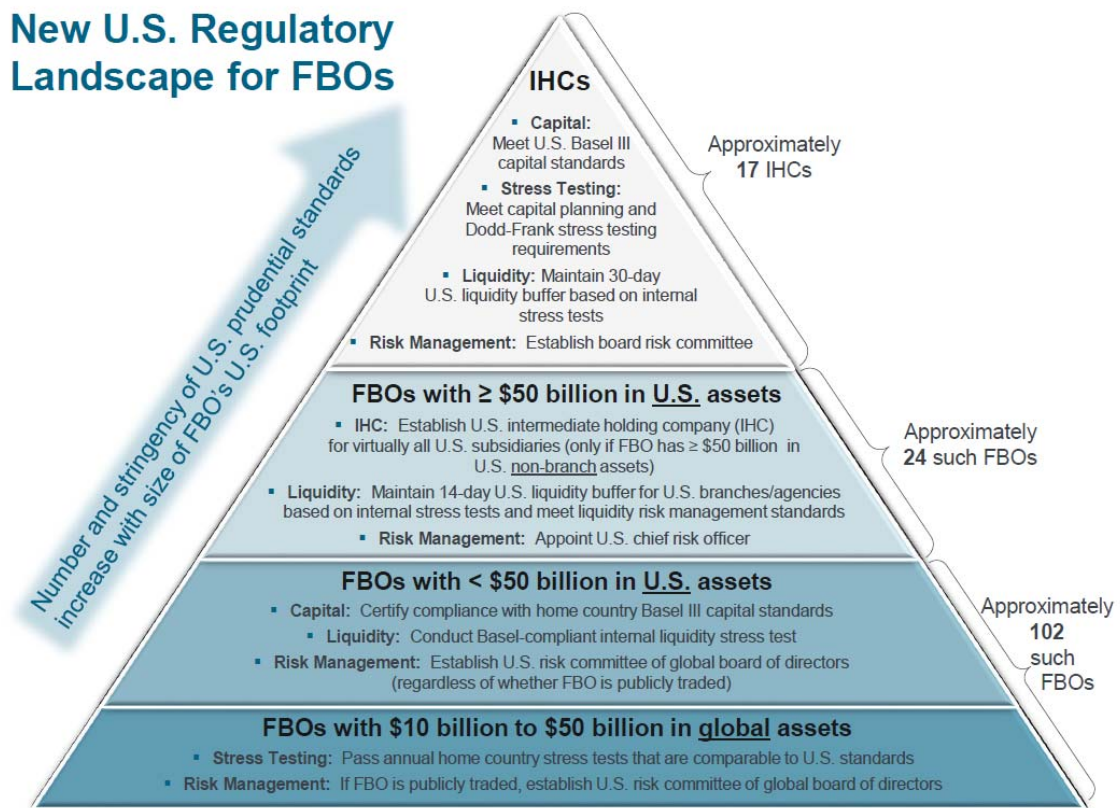 New U.S. Regulatory
Landscape for FBOs
Number and stringency of U.S. prudential standards
increase with size of FBO's U.S. footprint
IHCs
▪ Capital:
Meet U.S. Basel III
capital standards
▪ Stress Testing:
Meet capital planning and
Dodd-Frank stress testing
requirements
▪ Liquidity: Maintain 30-day
U.S. liquidity buffer based on internal
stress tests
▪ Risk Management: Establish board risk committee
Approximately
17 IHCs
FBOs with ≥ $50 billion in U.S. assets
▪ IHC: Establish U.S. intermediate holding company (IHC)
for virtually all U.S. subsidiaries (only if FBO has ≥ $50 billion in
U.S. non-branch assets)
▪ Liquidity: Maintain 14-day U.S. liquidity buffer for U.S. branches/agencies
based on internal stress tests and meet liquidity risk management standards
▪ Risk Management: Appoint U.S. chief risk officer
Approximately
24 such FBOs
FBOs with < $50 billion in U.S. assets
▪ Capital: Certify compliance with home country Basel III capital standards
▪ Liquidity: Conduct Basel-compliant internal liquidity stress test
▪ Risk Management: Establish U.S. risk committee of global board of directors
(regardless of whether FBO is publicly traded)
Approximately
102
such
FBOs
FBOs with $10 billion to $50 billion in global assets
▪ Stress Testing: Pass annual home country stress tests that are comparable to U.S. standards
▪ Risk Management: If FBO is publicly traded, establish U.S. risk committee of global board of directors